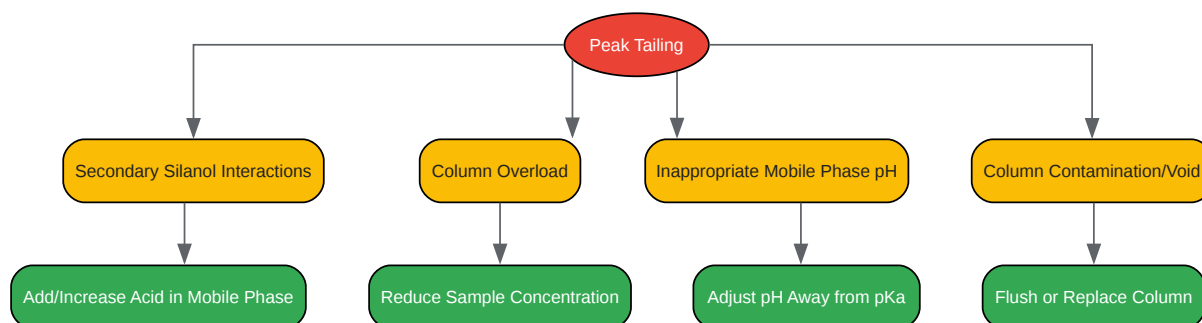 Peak Tailing
Secondary Silanol Interactions
Column Overload
Inappropriate Mobile Phase pH
Column Contamination/Void
Add/Increase Acid in Mobile Phase
Reduce Sample Concentration
Adjust pH Away from pKa
Flush or Replace Column